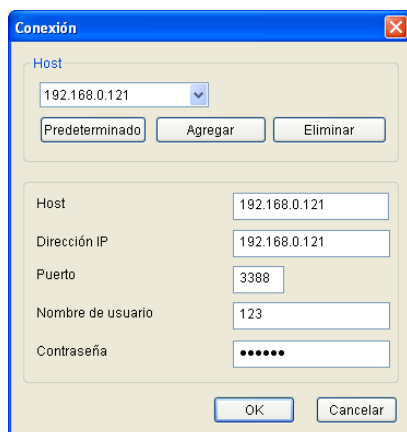 Conexión
Host
192.168.0.121
Predeterminado Agregar Eliminar
Host 192.168.0.121
Dirección IP 192.168.0.121
Puerto 3388
Nombre de usuario 123
Contraseña ●●●●●●
OK Cancelar